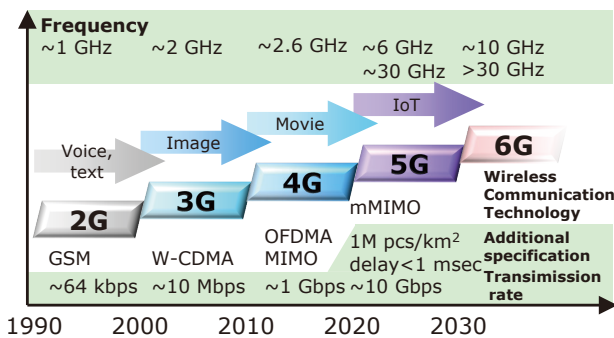 Frequency
~1 GHz ~2 GHz ~2.6 GHz ~6 GHz ~10 GHz
~30 GHz >30 GHz
IoT
Movie
Image
Voice,
text
6G
5G
4G
3G
2G
Wireless
Communication
Technology
mMIMO
OFDMA
MIMO
W-CDMA
GSM
1M pcs/km²
delay<1 msec
Additional
specification
~64 kbps ~10 Mbps ~1 Gbps ~10 Gbps
Transimission
rate
1990 2000 2010 2020 2030